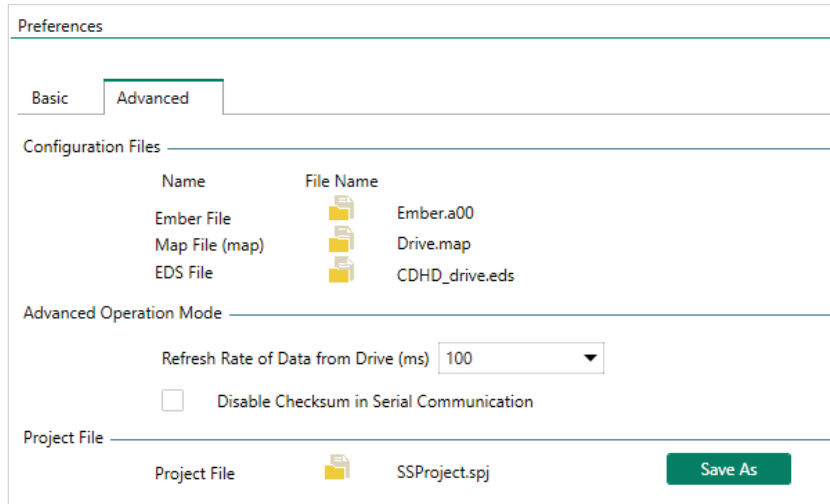 Preferences
Basic Advanced
Configuration Files
Name File Name
Ember File Ember.a00
Map File (map) Drive.map
EDS File CDHD_drive.eds
Advanced Operation Mode
Refresh Rate of Data from Drive (ms) 100
Disable Checksum in Serial Communication
Project File
Project File SSProject.spj Save As